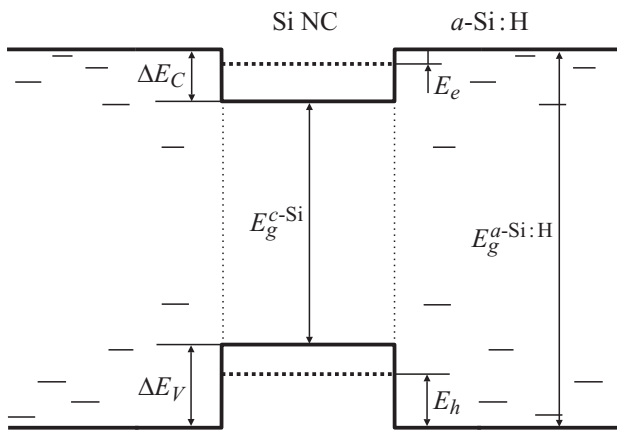 Si NC
a-Si:H
ΔE_C
E_e
E_g^{c-Si}
E_g^{a-Si:H}
ΔE_V
E_h